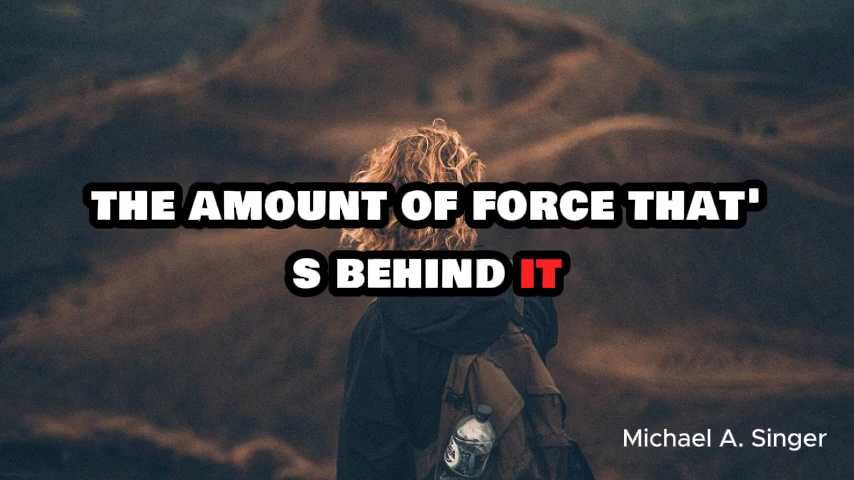 THE AMOUNT OF FORCE THAT'
S BEHIND IT
Michael A. Singer